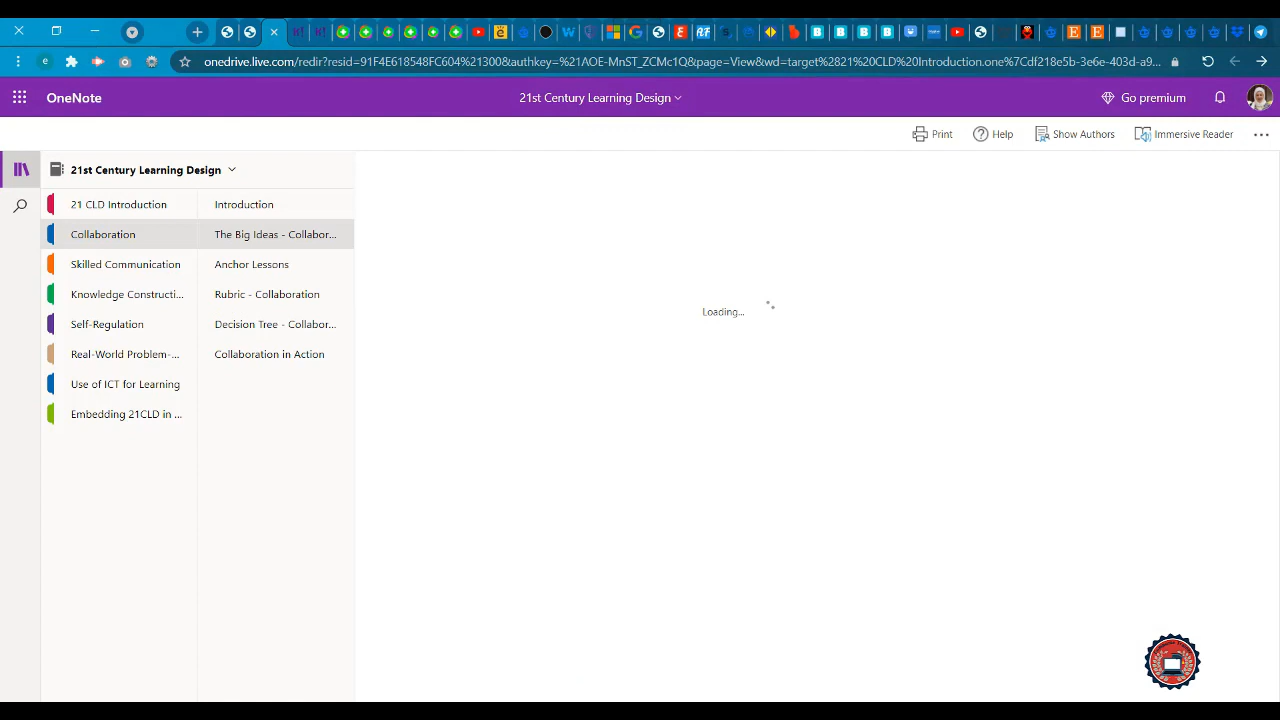 onedrive.live.com/redir?resid=91F4E618548FC604%21300&authkey=%21AOE-MnST_ZCMc1Q&page=View&wd=target%2821%20CLD%20Introduction.one%7Cdf218e5b-3e6e-403d-a9...
OneNote
21st Century Learning Design
Go premium
Print
Help
Show Authors
Immersive Reader
21st Century Learning Design
21 CLD Introduction
Introduction
Collaboration
The Big Ideas - Collabor...
Skilled Communication
Anchor Lessons
Knowledge Constructi...
Rubric - Collaboration
Self-Regulation
Decision Tree - Collabor...
Real-World Problem-...
Collaboration in Action
Use of ICT for Learning
Embedding 21CLD in ...
Loading...